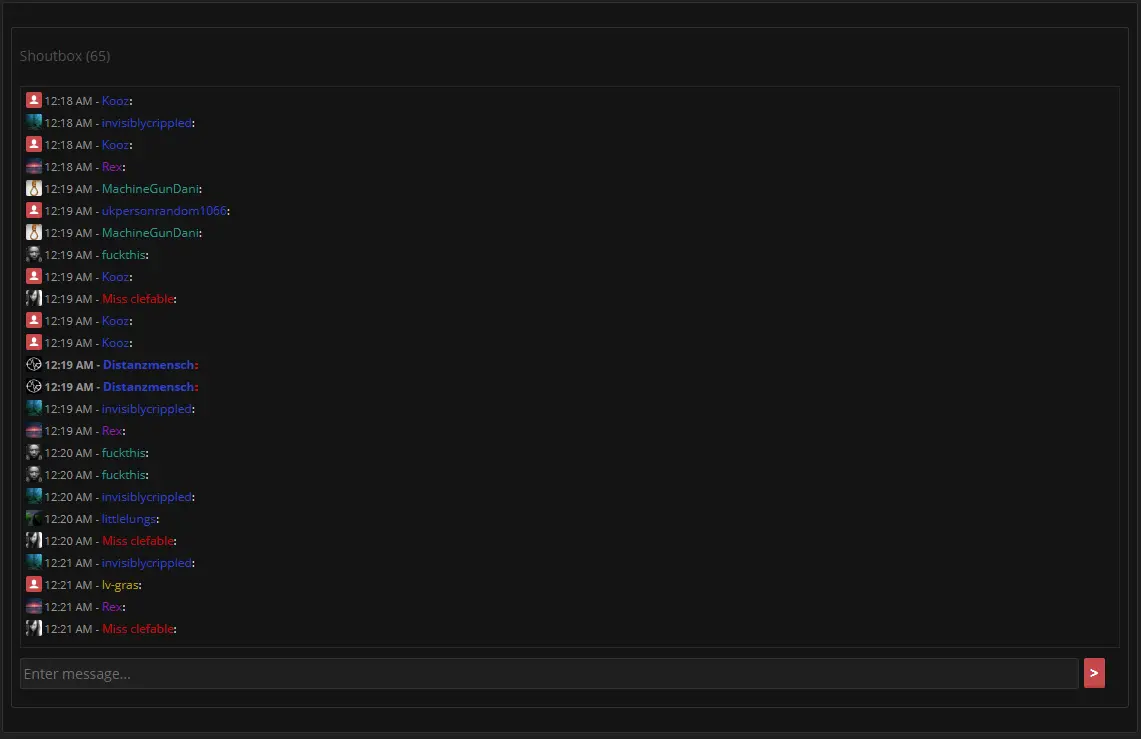 Shoutbox (65)
12:18 AM - Kooz:
12:18 AM - invisiblycrippled:
12:18 AM - Kooz:
12:18 AM - Rex:
12:19 AM - MachineGunDani:
12:19 AM - ukpersonrandom1066:
12:19 AM - MachineGunDani:
12:19 AM - fuckthis:
12:19 AM - Kooz:
12:19 AM - Miss clefable:
12:19 AM - Kooz:
12:19 AM - Kooz:
12:19 AM - Distanzmensch:
12:19 AM - Distanzmensch:
12:19 AM - invisiblycrippled:
12:19 AM - Rex:
12:20 AM - fuckthis:
12:20 AM - fuckthis:
12:20 AM - invisiblycrippled:
12:20 AM - littlelungs:
12:20 AM - Miss clefable:
12:21 AM - invisiblycrippled:
12:21 AM - lv-gras:
12:21 AM - Rex:
12:21 AM - Miss clefable:
Enter message... >